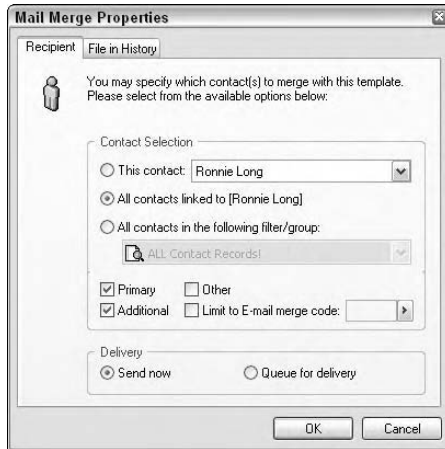 Mail Merge Properties
Recipient File in History
You may specify which contact(s) to merge with this template.
Please select from the available options below:
Contact Selection
This contact: Ronnie Long
All contacts linked to [Ronnie Long]
All contacts in the following filter/group:
ALL Contact Records!
Primary Other
Additional Limit to E-mail merge code:
Delivery
Send now Queue for delivery
OK Cancel